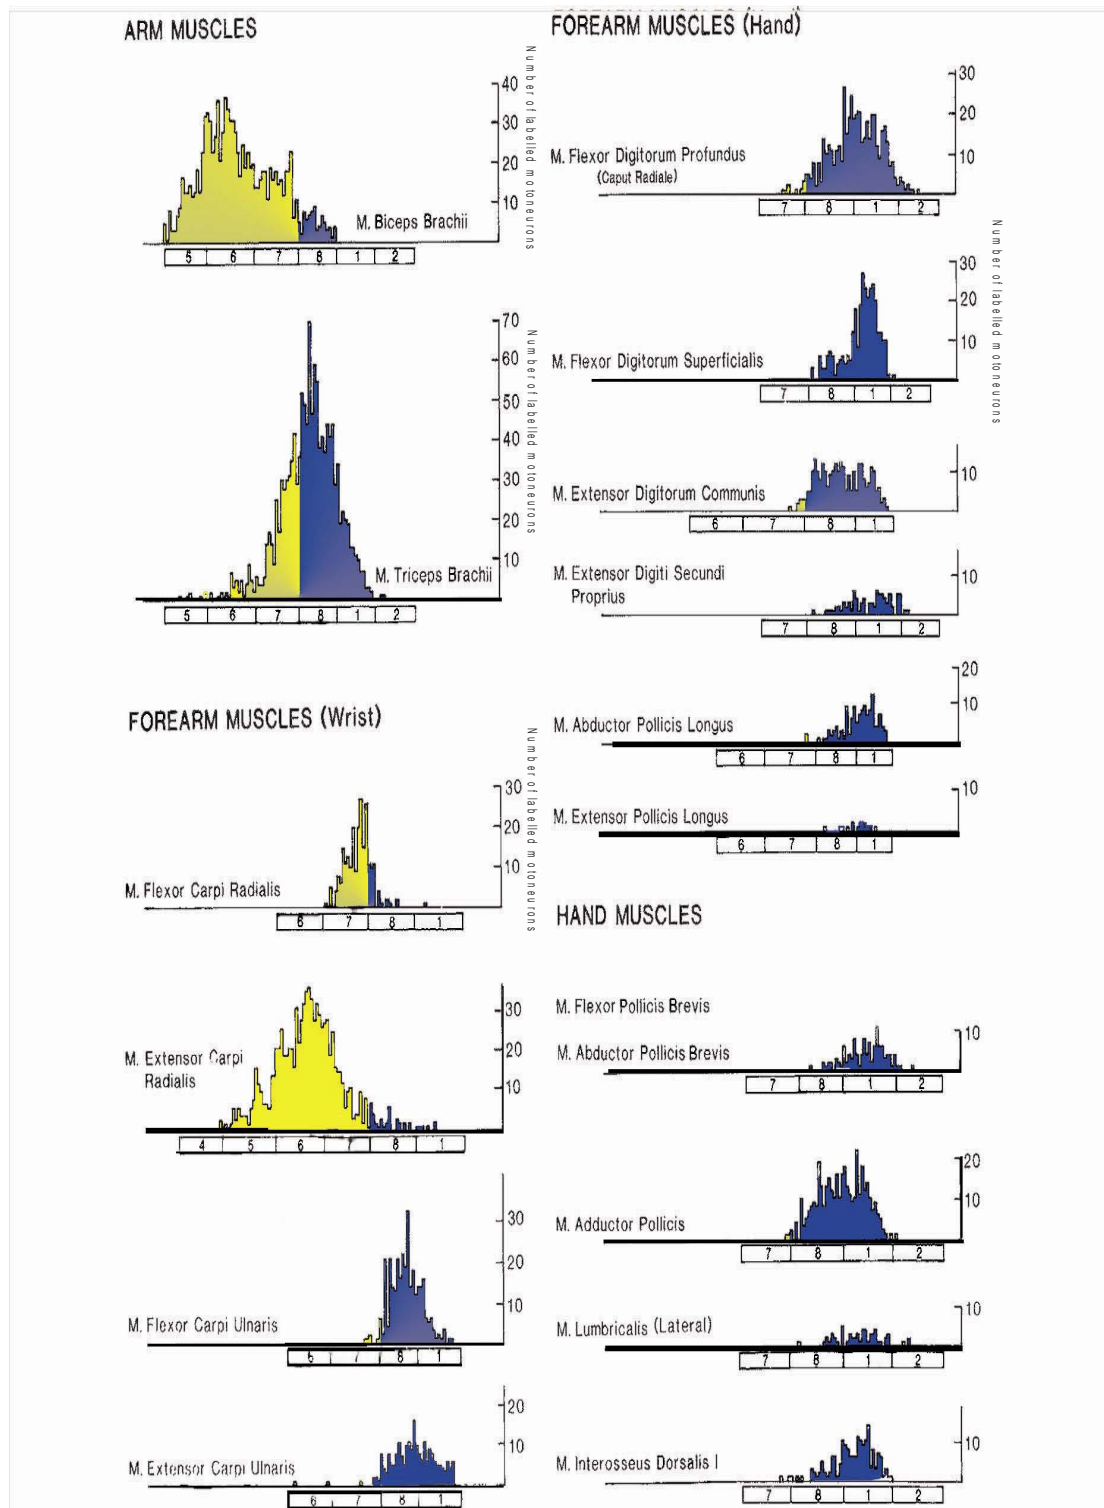 ARM MUSCLES
Number of labelled motoneurons
40
30
20
10
M. Biceps Brachii
5 6 7 8 1 2
Number of labelled motoneurons
70
60
50
40
30
20
10
M. Triceps Brachii
5 6 7 8 1 2
FOREARM MUSCLES (Wrist)
Number of labelled motoneurons
30
20
10
M. Flexor Carpi Radialis
6 7 8 1
30
20
10
M. Extensor Carpi
Radialis
4 5 6 7 8 1
30
20
10
M. Flexor Carpi Ulnaris
6 7 8 1
20
10
M. Extensor Carpi Ulnaris
6 7 8 1
FOREARM MUSCLES (Hand)
30
20
10
M. Flexor Digitorum Profundus
(Caput Radiale)
7 8 1 2
Number of labelled motoneurons
30
20
10
M. Flexor Digitorum Superficialis
7 8 1 2
10
M. Extensor Digitorum Communis
6 7 8 1
10
M. Extensor Digiti Secundi
Proprius
7 8 1 2
20
10
M. Abductor Pollicis Longus
6 7 8 1
10
M. Extensor Pollicis Longus
6 7 8 1
HAND MUSCLES
M. Flexor Pollicis Brevis
10
M. Abductor Pollicis Brevis
7 8 1 2
20
10
M. Adductor Pollicis
7 8 1 2
10
M. Lumbricalis (Lateral)
7 8 1 2
10
M. Interosseus Dorsalis I
7 8 1 2